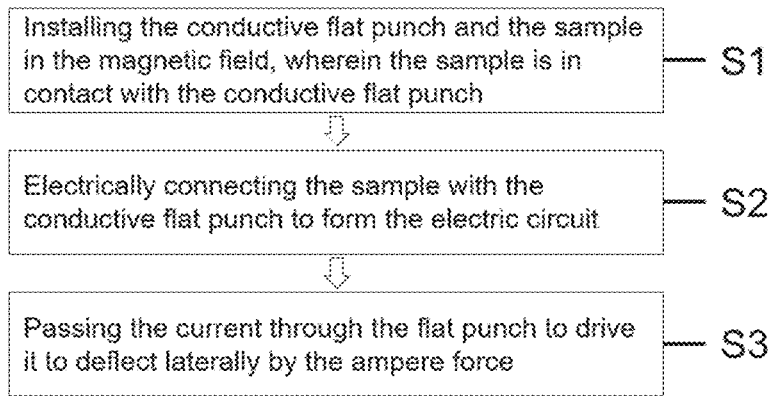 Installing the conductive flat punch and the sample
in the magnetic field, wherein the sample is in
contact with the conductive flat punch
S1
Electrically connecting the sample with the
conductive flat punch to form the electric circuit
S2
Passing the current through the flat punch to drive
it to deflect laterally by the ampere force
S3